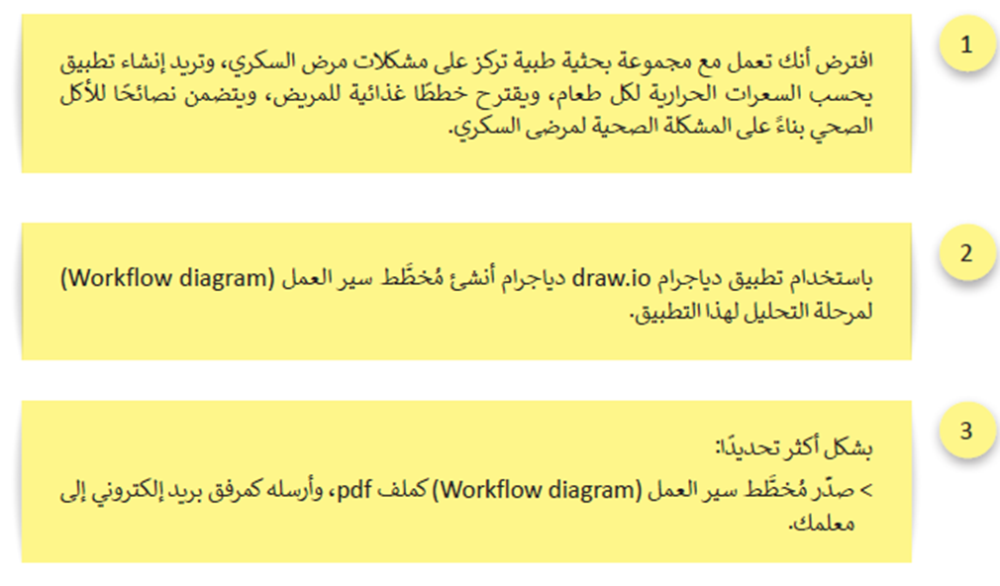 1
افترض أنك تعمل مع مجموعة بحثية طبية تركز على مشكلات مرض السكري، وتريد إنشاء تطبيق
يحسب السعرات الحرارية لكل طعام، ويقترح خططًا غذائية للمريض، ويتضمن نصائحًا للأكل
الصحي بناءً على المشكلة الصحية لمرضى السكري.
2
باستخدام تطبيق دياجرام draw.io دياجرام أنشئ مُخطَّط سير العمل (Workflow diagram)
لمرحلة التحليل لهذا التطبيق.
3
بشكل أكثر تحديدًا:
> صدّر مُخطَّط سير العمل (Workflow diagram) كملف pdf، وأرسله كمرفق بريد إلكتروني إلى
معلمك.